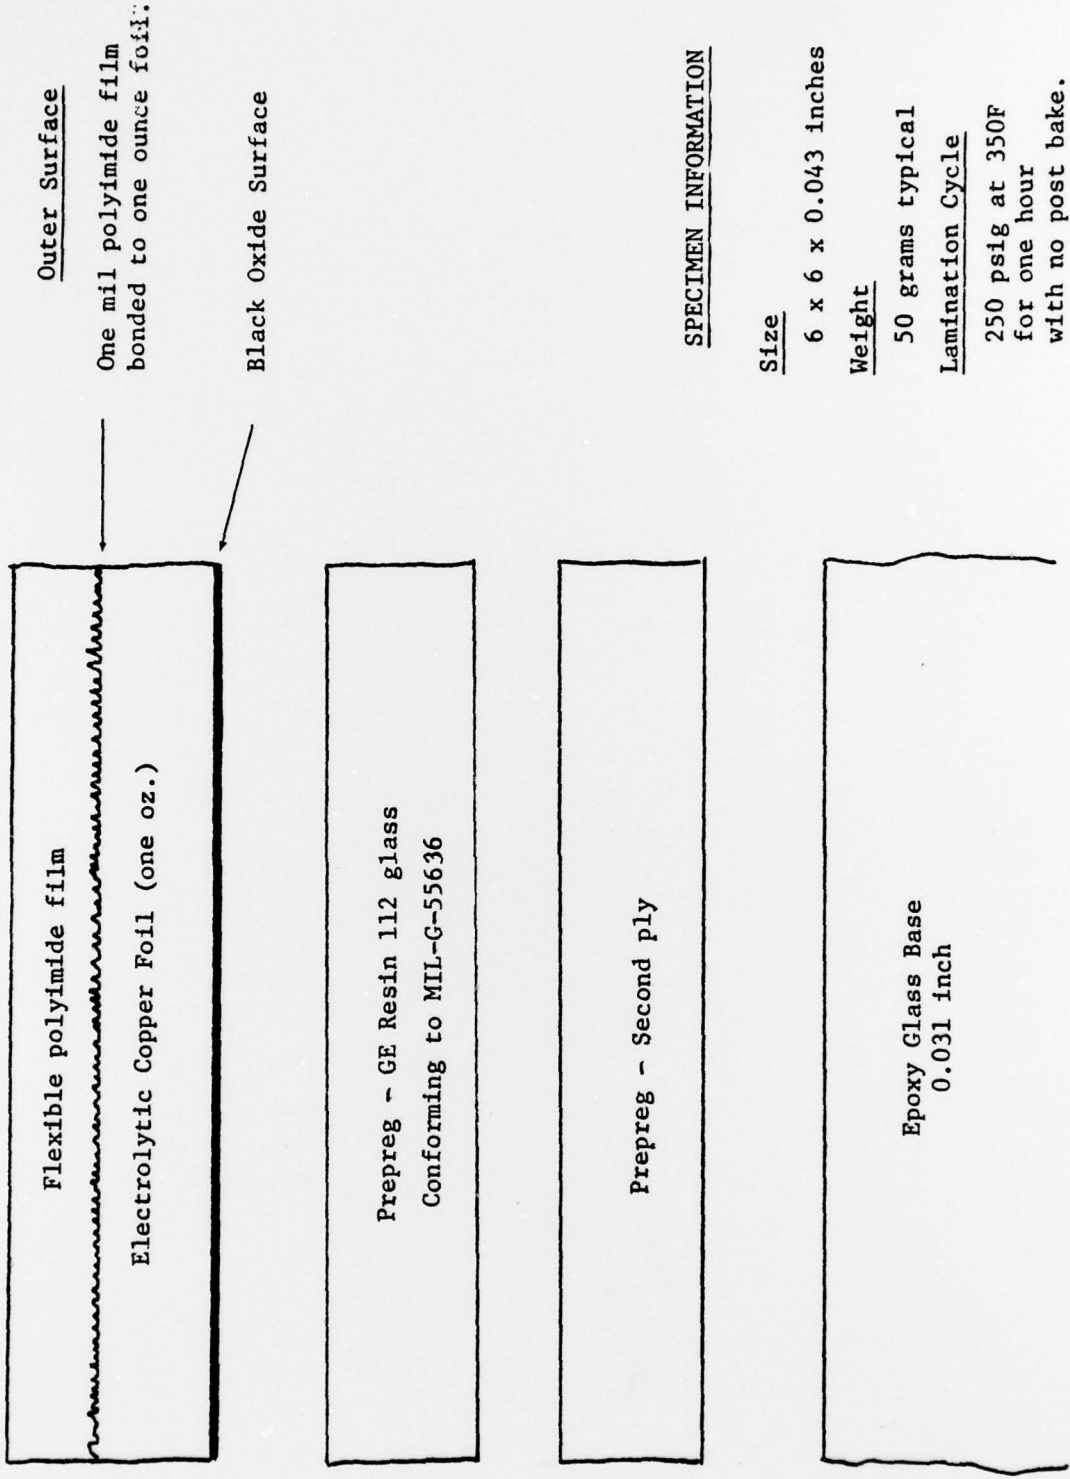 Outer Surface
One mil polyimide film
bonded to one ounce foil.
Black Oxide Surface
Flexible polyimide film
Electrolytic Copper Foil (one oz.)
Prepreg - GE Resin 112 glass
Conforming to MIL-G-55636
Prepreg - Second ply
Epoxy Glass Base
0.031 inch
SPECIMEN INFORMATION
Size
6 x 6 x 0.043 inches
Weight
50 grams typical
Lamination Cycle
250 psig at 350F
for one hour
with no post bake.